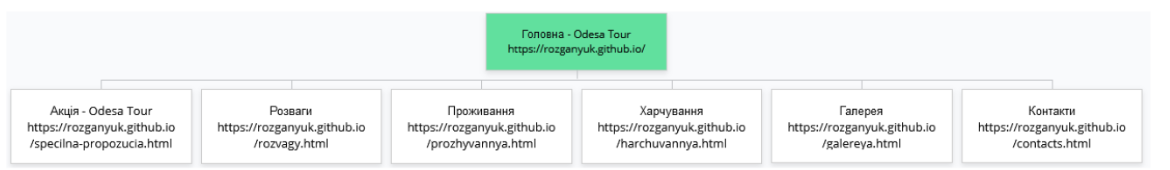 Головна - Odesa Tour
https://rozganyuk.github.io/
Акція - Odesa Tour
https://rozganyuk.github.io
/specilna-propozucia.html
Розваги
https://rozganyuk.github.io
/rozvagy.html
Проживання
https://rozganyuk.github.io
/prozhyvannya.html
Харчування
https://rozganyuk.github.io
/harchuvannya.html
Галерея
https://rozganyuk.github.io
/galereya.html
Контакти
https://rozganyuk.github.io
/contacts.html